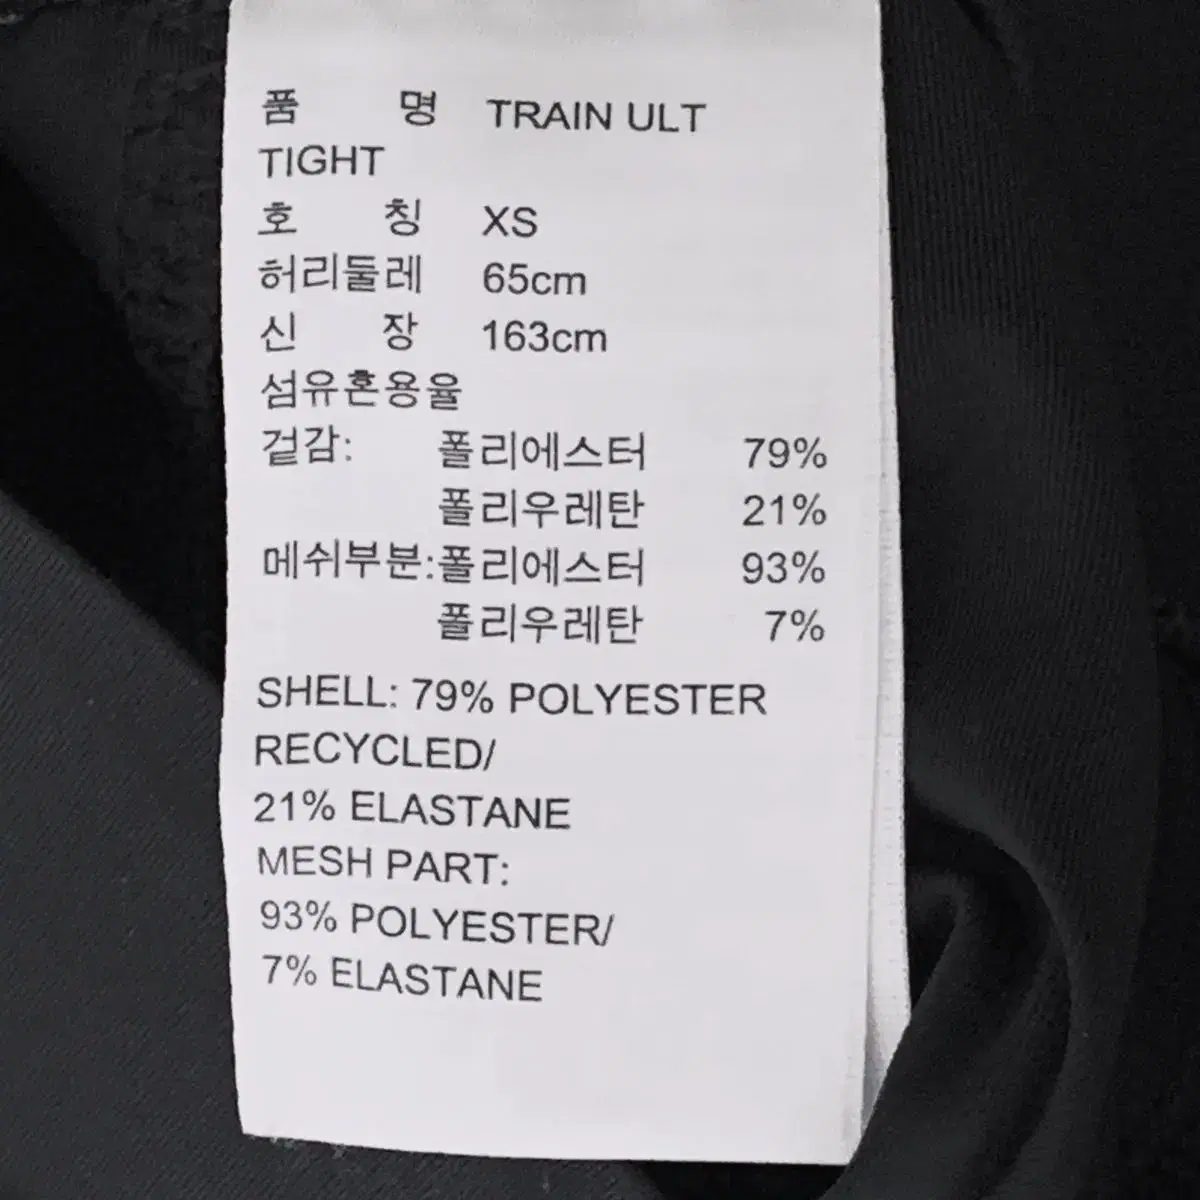 품 명 TRAIN ULT
TIGHT
호 칭 XS
허리둘레 65cm
신 장 163cm
섬유혼용율
겉감: 폴리에스터 79%
폴리우레탄 21%
메쉬부분:폴리에스터 93%
폴리우레탄 7%
SHELL: 79% POLYESTER
RECYCLED/
21% ELASTANE
MESH PART:
93% POLYESTER/
7% ELASTANE